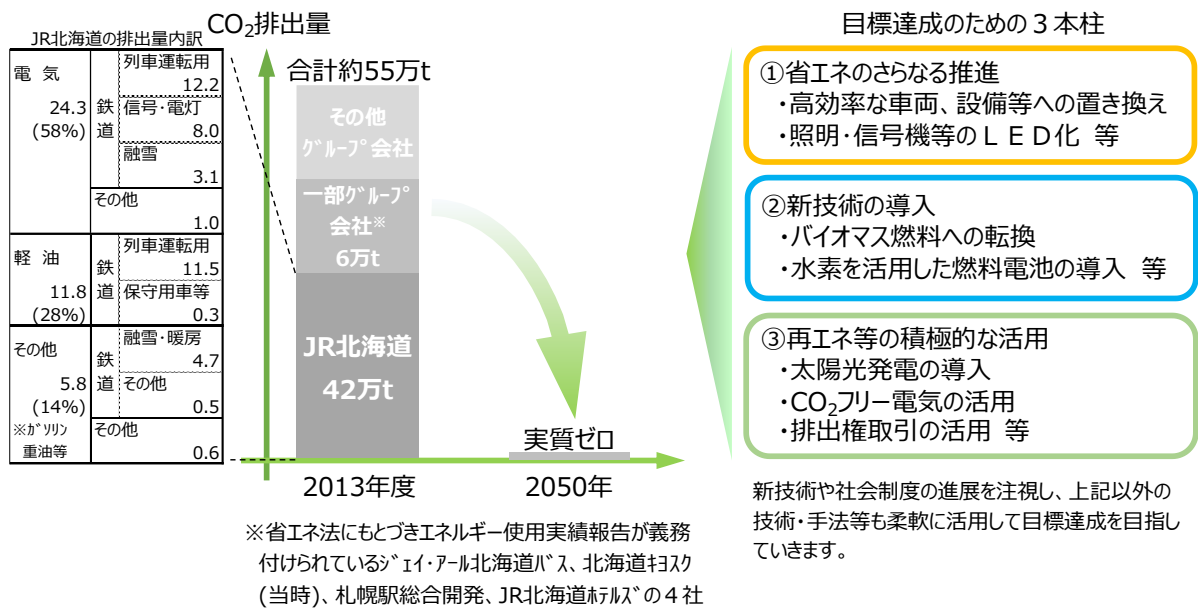 CO₂排出量
JR北海道の排出量内訳
電 気
24.3
(58%)
鉄道
列車運転用
12.2
信号･電灯
8.0
融雪
3.1
その他
1.0
軽 油
11.8
(28%)
鉄道
列車運転用
11.5
保守用車等
0.3
その他
5.8
(14%)
※ｶﾞｿﾘﾝ
重油等
鉄道
融雪･暖房
4.7
その他
0.5
その他
0.6
合計約55万t
その他
ｸﾞﾙｰﾌﾟ会社
一部ｸﾞﾙｰﾌﾟ
会社※
6万t
JR北海道
42万t
実質ゼロ
2013年度
2050年
※省エネ法にもとづきエネルギー使用実績報告が義務
付けられているｼﾞｪｲ･アール北海道ﾊﾞｽ、北海道ｷﾖｽｸ
(当時)、札幌駅総合開発、JR北海道ﾎﾃﾙｽﾞの４社
目標達成のための３本柱
①省エネのさらなる推進
・高効率な車両、設備等への置き換え
・照明・信号機等のＬＥＤ化 等
②新技術の導入
・バイオマス燃料への転換
・水素を活用した燃料電池の導入 等
③再エネ等の積極的な活用
・太陽光発電の導入
・CO₂フリー電気の活用
・排出権取引の活用 等
新技術や社会制度の進展を注視し、上記以外の
技術・手法等も柔軟に活用して目標達成を目指し
ていきます。